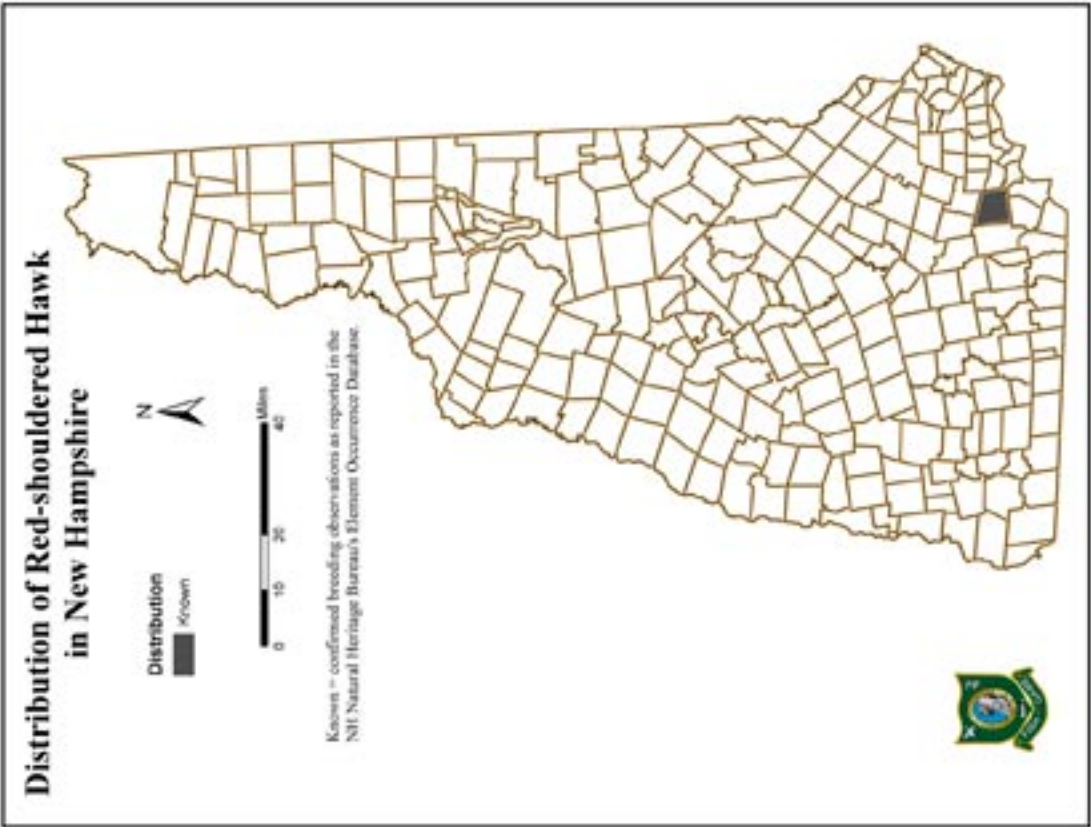 Distribution of Red-shouldered Hawk
in New Hampshire
N
Distribution
Known
0 10 20 40
Miles
Known = confirmed breeding observations as reported in the
NH Natural Heritage Bureau's Element Occurrence Database.